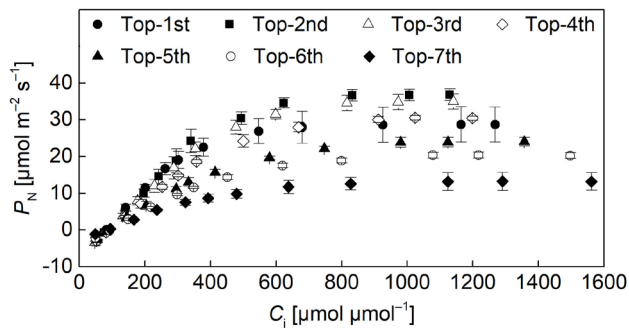 Top-1st Top-2nd Top-3rd Top-4th
Top-5th Top-6th Top-7th
P_N [µmol m⁻² s⁻¹]
50
40
30
20
10
0
-10
0 200 400 600 800 1000 1200 1400 1600
C_i [µmol µmol⁻¹]